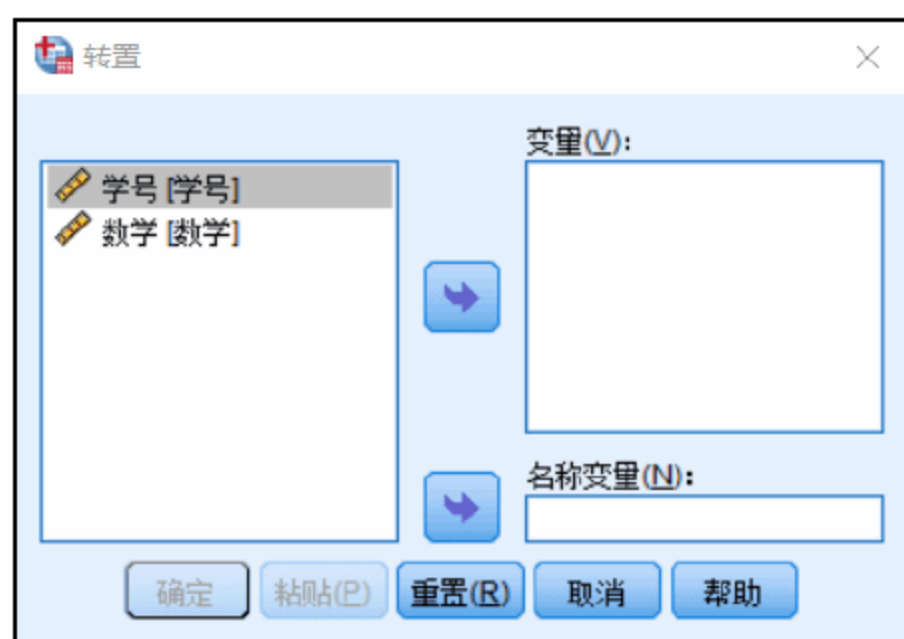 转置
变量(V):
学号 [学号]
数学 [数学]
名称变量(N):
确定 粘贴(P) 重置(R) 取消 帮助